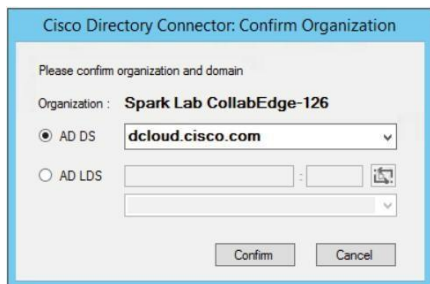 Cisco Directory Connector: Confirm Organization
Please confirm organization and domain
Organization : Spark Lab CollabEdge-126
AD DS dcloud.cisco.com
AD LDS :
Confirm Cancel